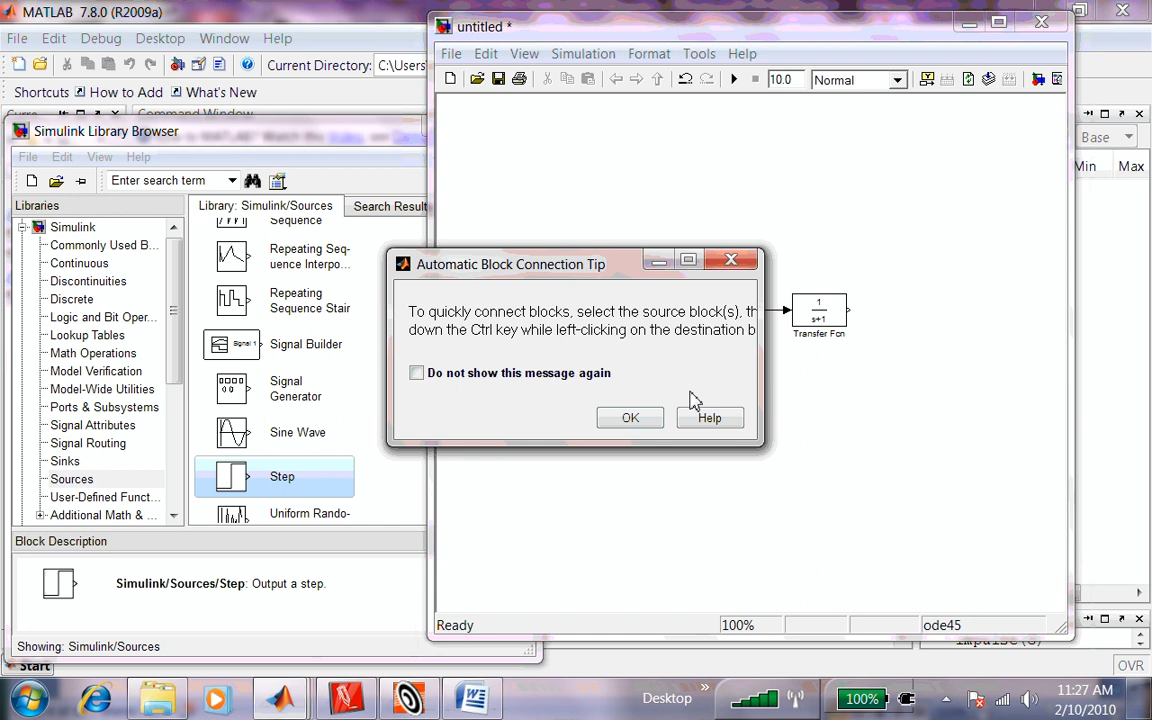 MATLAB 7.8.0 (R2009a)
File Edit Debug Desktop Window Help
Current Directory: C:\Users
Shortcuts How to Add What's New
Simulink Library Browser
File Edit View Help
Enter search term
Libraries
Library: Simulink/Sources
Search Result
Simulink
Commonly Used B...
Continuous
Discontinuities
Discrete
Logic and Bit Oper...
Lookup Tables
Math Operations
Model Verification
Model-Wide Utilities
Ports & Subsystems
Signal Attributes
Signal Routing
Sinks
Sources
User-Defined Funct...
Additional Math & ...
Sequence
Repeating Seq-
uence Interpo...
Repeating
Sequence Stair
Signal 1
Signal Builder
Signal
Generator
Sine Wave
Step
Uniform Rando-
Block Description
Simulink/Sources/Step: Output a step.
Showing: Simulink/Sources
untitled *
File Edit View Simulation Format Tools Help
10.0
Normal
1
s+1
Transfer Fcn
Ready
100%
ode45
Automatic Block Connection Tip
To quickly connect blocks, select the source block(s), th
down the Ctrl key while left-clicking on the destination b
Do not show this message again
OK
Help
Base
Min Max
OVR
Start
Desktop
100%
11:27 AM
2/10/2010